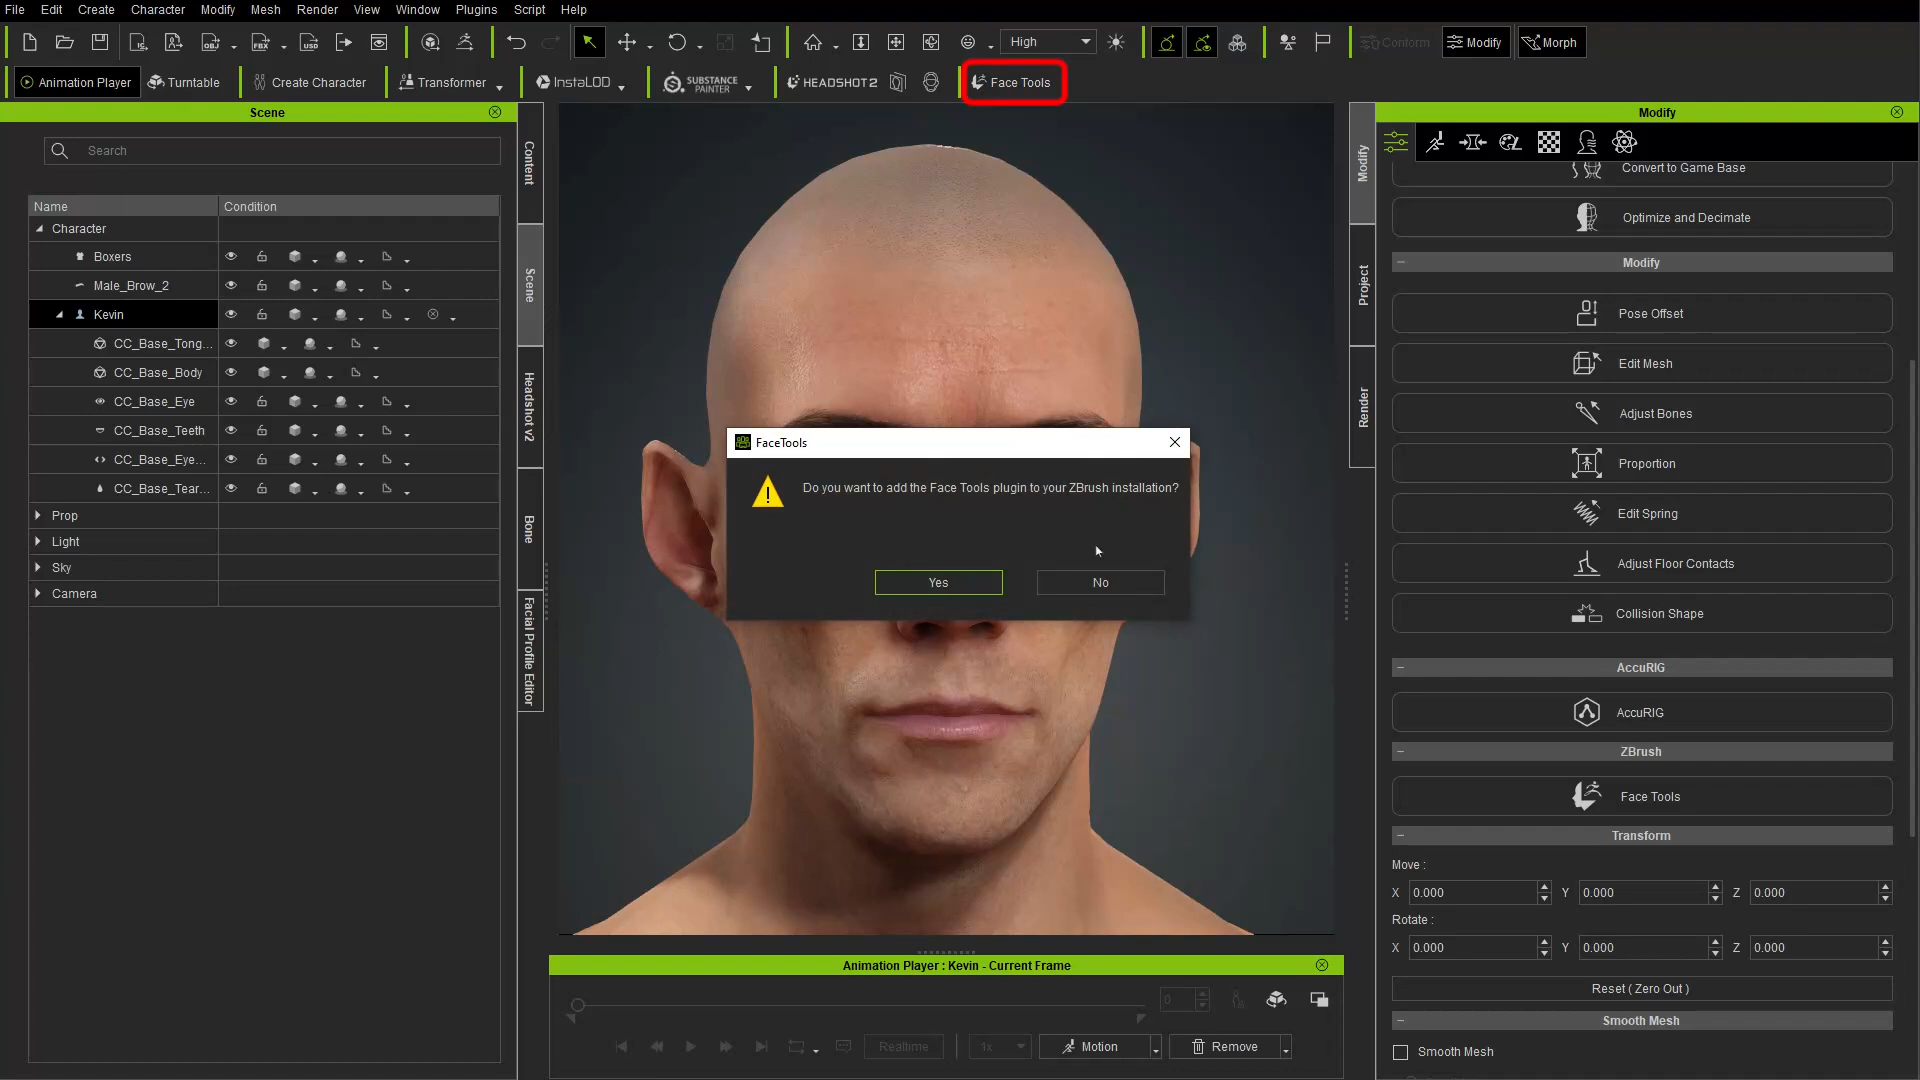 File Edit Create Character Modify Mesh Render View Window Plugins Script Help
High Conform Modify Morph
Animation Player Turntable Create Character Transformer InstaLOD SUBSTANCE PAINTER HEADSHOT 2 Face Tools
Scene
Search
Name Condition
Character
Boxers
Male_Brow_2
Kevin
CC_Base_Tong...
CC_Base_Body
CC_Base_Eye
CC_Base_Teeth
CC_Base_Eye...
CC_Base_Tear...
Prop
Light
Sky
Camera
Content
Scene
Headshot v2
Bone
Facial Profile Editor
FaceTools
Do you want to add the Face Tools plugin to your ZBrush installation?
Yes No
Animation Player : Kevin - Current Frame
0
Realtime 1x Motion Remove
Modify
Project
Render
Modify
Convert to Game Base
Optimize and Decimate
Modify
Pose Offset
Edit Mesh
Adjust Bones
Proportion
Edit Spring
Adjust Floor Contacts
Collision Shape
AccuRIG
AccuRIG
ZBrush
Face Tools
Transform
Move :
X 0.000 Y 0.000 Z 0.000
Rotate :
X 0.000 Y 0.000 Z 0.000
Reset ( Zero Out )
Smooth Mesh
Smooth Mesh